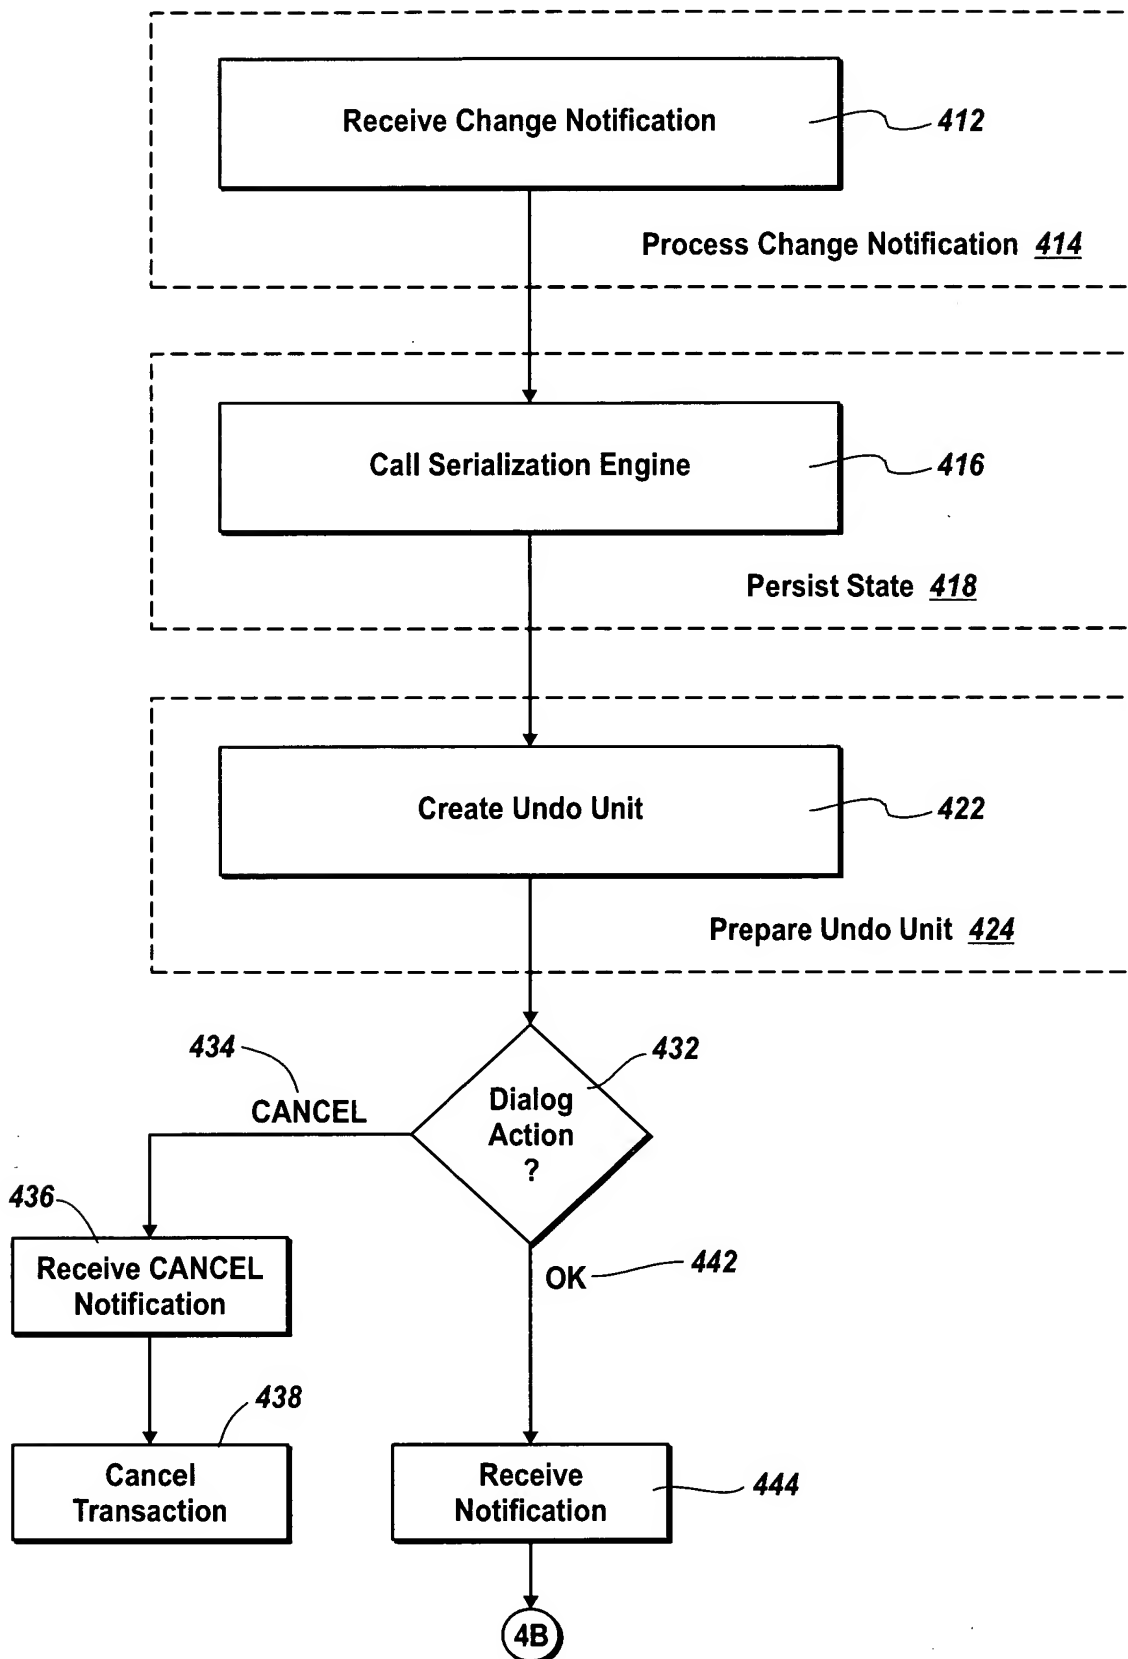 Receive Change Notification
412
Process Change Notification 414
Call Serialization Engine
416
Persist State 418
Create Undo Unit
422
Prepare Undo Unit 424
434
432
CANCEL
Dialog
Action
?
436
Receive CANCEL
Notification
OK
442
438
Cancel
Transaction
Receive
Notification
444
4B